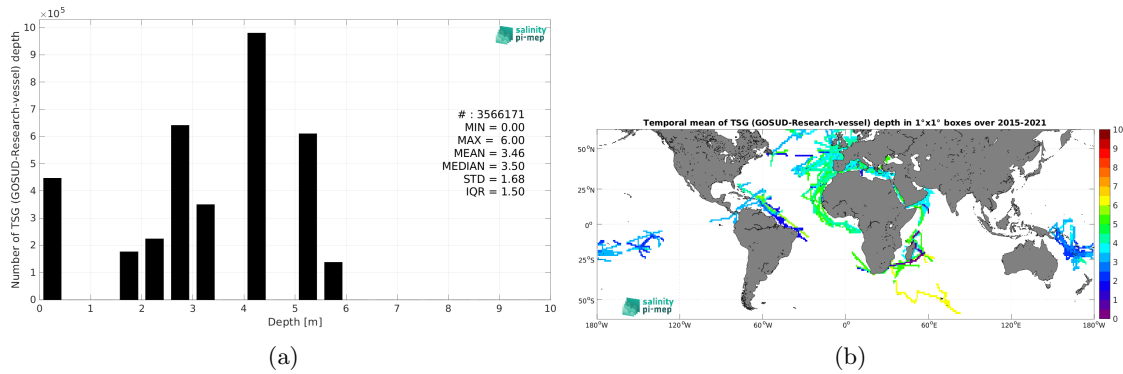 ×10⁵
10
9
8
7
6
5
4
3
2
1
0
Number of TSG (GOSUD-Research-vessel) depth
salinity
pi-mep
# : 3566171
MIN = 0.00
MAX = 6.00
MEAN = 3.46
MEDIAN = 3.50
STD = 1.68
IQR = 1.50
0 1 2 3 4 5 6 7 8 9 10
Depth [m]
(a)
Temporal mean of TSG (GOSUD-Research-vessel) depth in 1°x1° boxes over 2015-2021
50°N
25°N
0°
25°S
50°S
salinity
pi-mep
180°W 120°W 60°W 0° 60°E 120°E 180°E
10
9
8
7
6
5
4
3
2
1
0
(b)